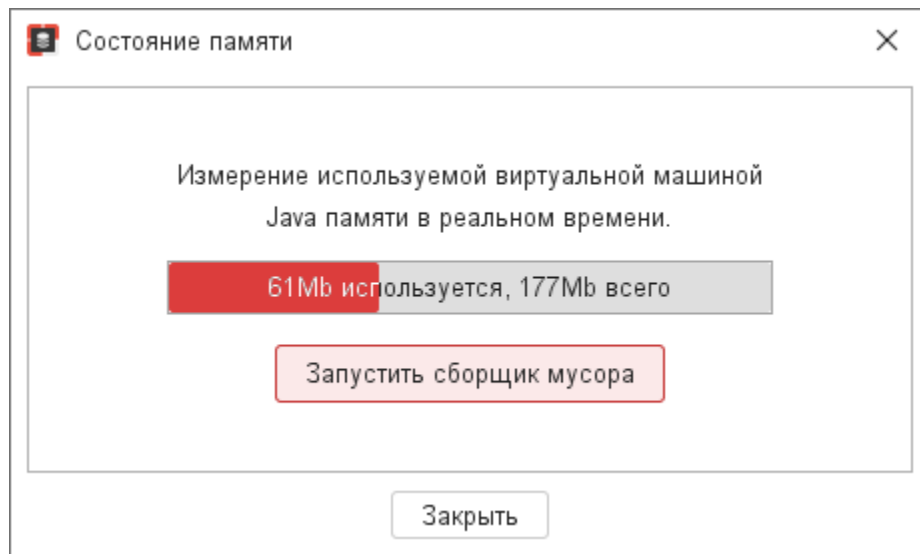 Состояние памяти
Измерение используемой виртуальной машиной
Java памяти в реальном времени.
61Mb используется, 177Mb всего
Запустить сборщик мусора
Закрыть